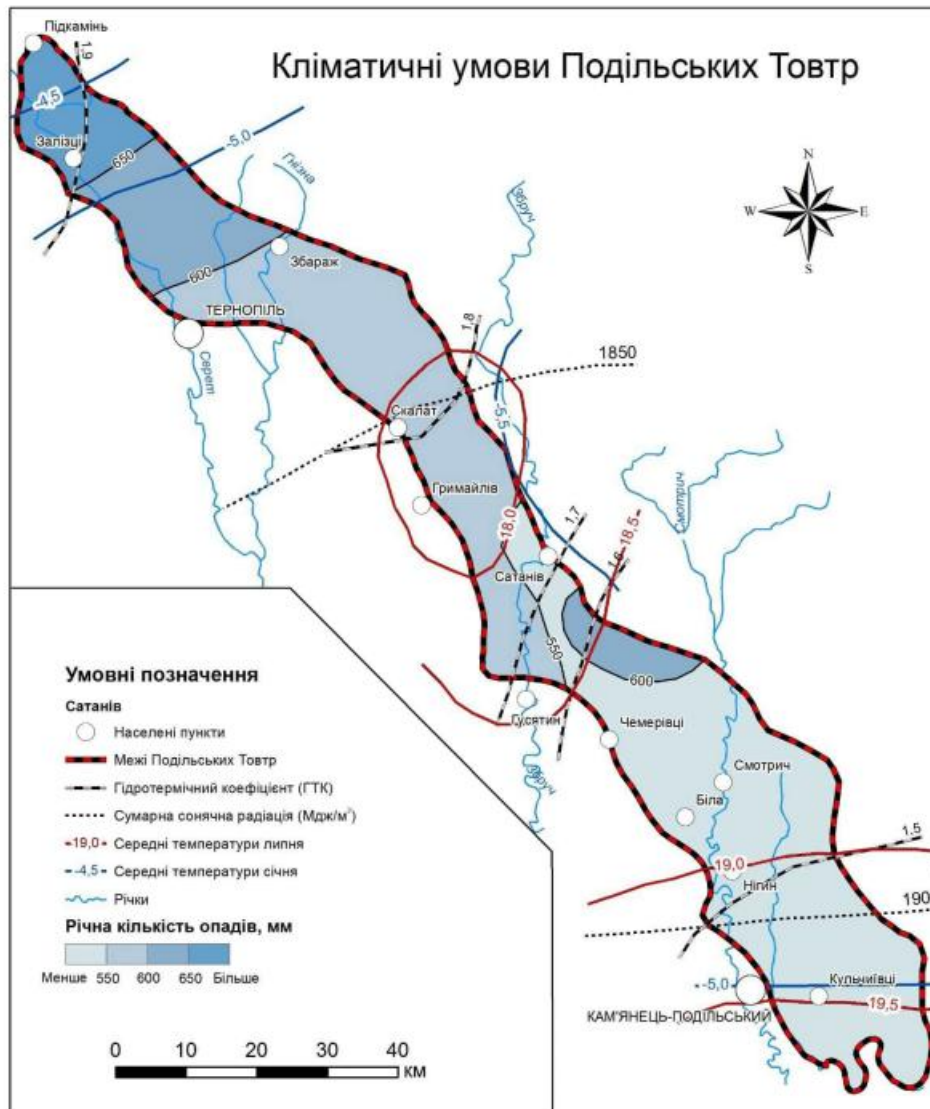 Кліматичні умови Подільських Товтр
Підкамінь
1,9
-4,5
Залізці
650
-5,0
Гнізна
N
W
E
S
Збруч
600
Збараж
ТЕРНОПІЛЬ
Серет
1,8
1850
-5,5
Скалат
Гримайлів
18,0
Смотрич
1,7
18,5
1,6
Сатанів
550
600
Гусятин
Чемерівці
Збруч
Смотрич
Біла
1,5
19,0
Нігин
190
-5,0
Кульчиївці
19,5
КАМ'ЯНЕЦЬ-ПОДІЛЬСЬКИЙ
Умовні позначення
Сатанів
Населені пункти
Межі Подільських Товтр
Гідротермічний коефіцієнт (ГТК)
Сумарна сонячна радіація (Мдж/м²)
19,0 Середні температури липня
-4,5 Середні температури січня
Річки
Річна кількість опадів, мм
Менше 550 600 650 Більше
0 10 20 30 40
КМ